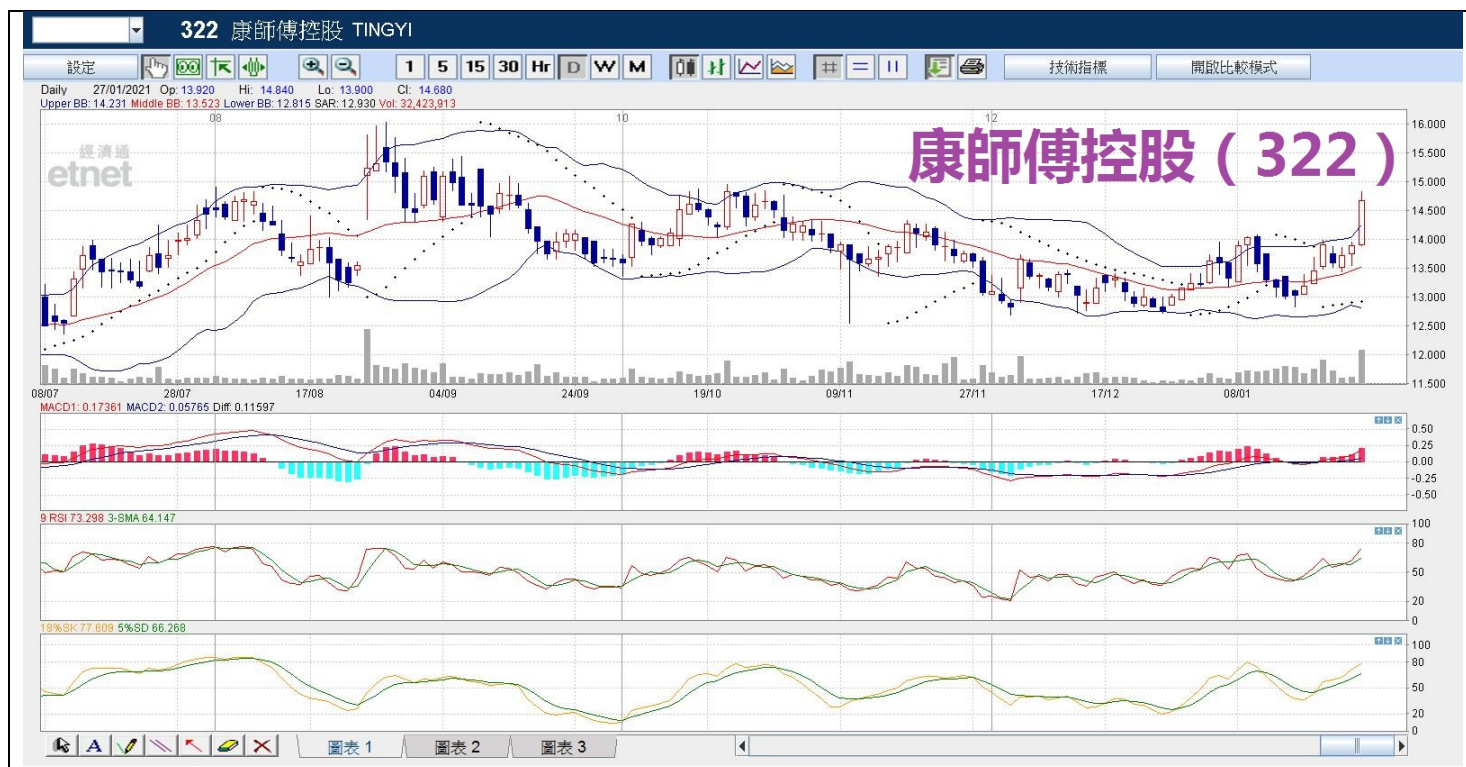 322 康師傅控股 TINGYI
設定 1 5 15 30 Hr D W M 技術指標 開啟比較模式
Daily 27/01/2021 Op: 13.920 Hi: 14.840 Lo: 13.900 Cl: 14.680
Upper BB: 14.231 Middle BB: 13.523 Lower BB: 12.815 SAR: 12.930 Vol: 32,423,913
08 10 12
康師傅控股(322)
經濟通
etnet
16.000
15.500
15.000
14.500
14.000
13.500
13.000
12.500
12.000
11.500
08/07 28/07 17/08 04/09 24/09 19/10 09/11 27/11 17/12 08/01
MACD1: 0.17361 MACD2: 0.05765 Diff: 0.11597
0.50
0.25
0.00
-0.25
-0.50
9 RSI 73.298 3-SMA 64.147
100
80
50
20
0
18%SK 77.609 5%SD 66.268
100
80
50
20
0
A 圖表 1 圖表 2 圖表 3